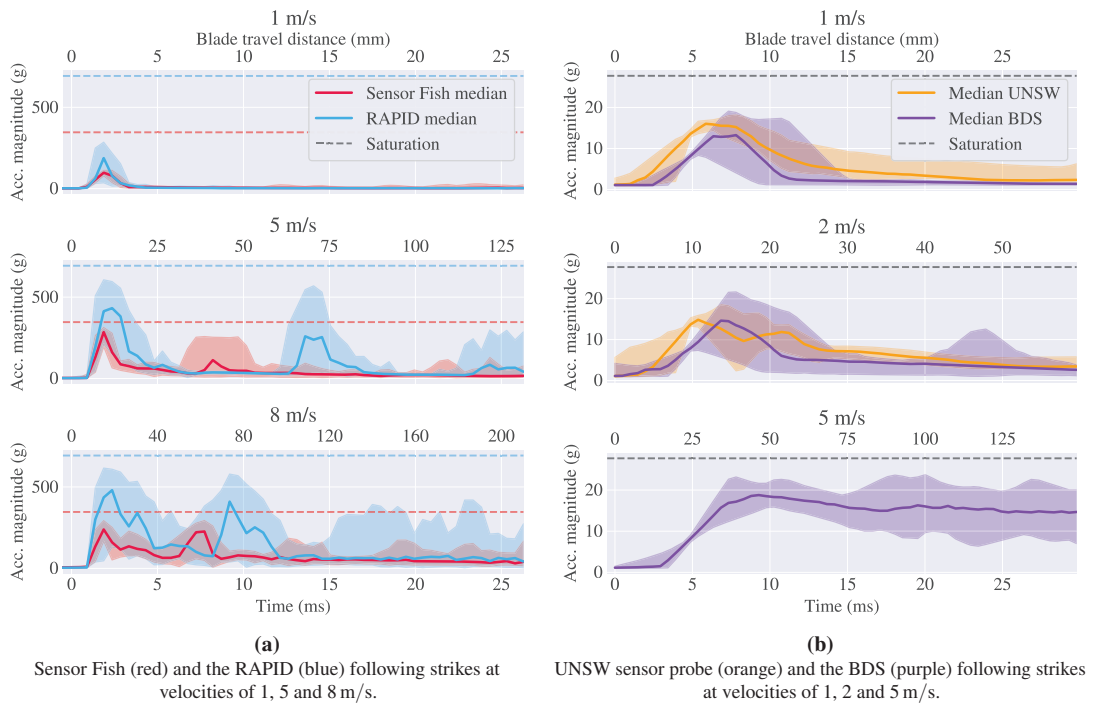 1 m/s
Blade travel distance (mm)
0 5 10 15 20 25
Acc. magnitude (g)
500
0
Sensor Fish median
RAPID median
Saturation
5 m/s
0 25 50 75 100 125
Acc. magnitude (g)
500
0
8 m/s
0 40 80 120 160 200
Acc. magnitude (g)
500
0
0 5 10 15 20 25
Time (ms)
(a)
Sensor Fish (red) and the RAPID (blue) following strikes at
velocities of 1, 5 and 8 m/s.
1 m/s
Blade travel distance (mm)
0 5 10 15 20 25
Acc. magnitude (g)
20
10
0
Median UNSW
Median BDS
Saturation
2 m/s
0 10 20 30 40 50
Acc. magnitude (g)
20
10
0
5 m/s
0 25 50 75 100 125
Acc. magnitude (g)
20
10
0
0 5 10 15 20 25
Time (ms)
(b)
UNSW sensor probe (orange) and the BDS (purple) following strikes
at velocities of 1, 2 and 5 m/s.